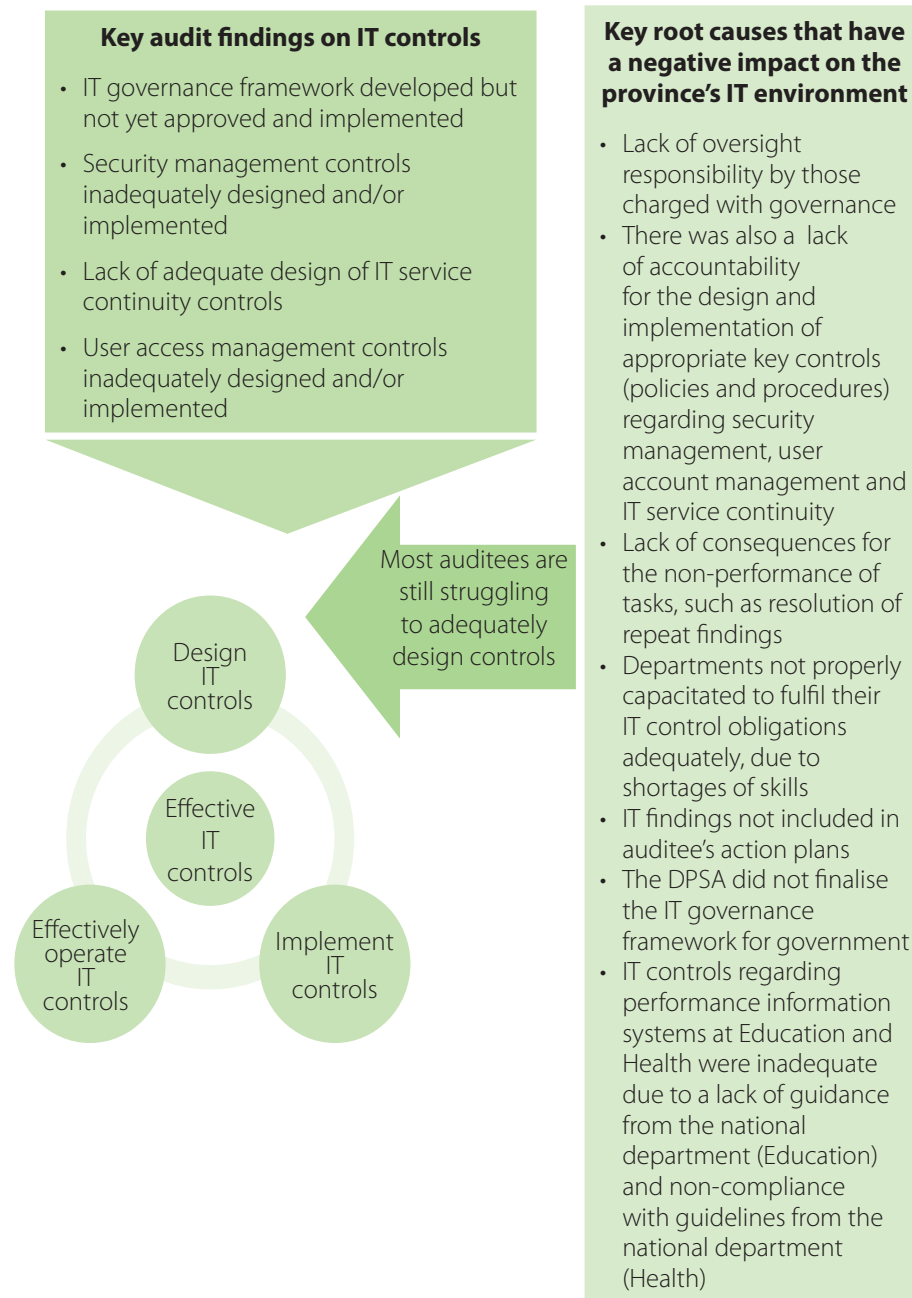 Key audit findings on IT controls
• IT governance framework developed but
not yet approved and implemented
• Security management controls
inadequately designed and/or
implemented
• Lack of adequate design of IT service
continuity controls
• User access management controls
inadequately designed and/or
implemented
Most auditees are
still struggling
to adequately
design controls
Design
IT
controls
Effective
IT
controls
Effectively
operate
IT
controls
Implement
IT
controls
Key root causes that have
a negative impact on the
province’s IT environment
• Lack of oversight
responsibility by those
charged with governance
• There was also a lack
of accountability
for the design and
implementation of
appropriate key controls
(policies and procedures)
regarding security
management, user
account management and
IT service continuity
• Lack of consequences for
the non-performance of
tasks, such as resolution of
repeat findings
• Departments not properly
capacitated to fulfil their
IT control obligations
adequately, due to
shortages of skills
• IT findings not included in
auditee’s action plans
• The DPSA did not finalise
the IT governance
framework for government
• IT controls regarding
performance information
systems at Education and
Health were inadequate
due to a lack of guidance
from the national
department (Education)
and non-compliance
with guidelines from the
national department
(Health)